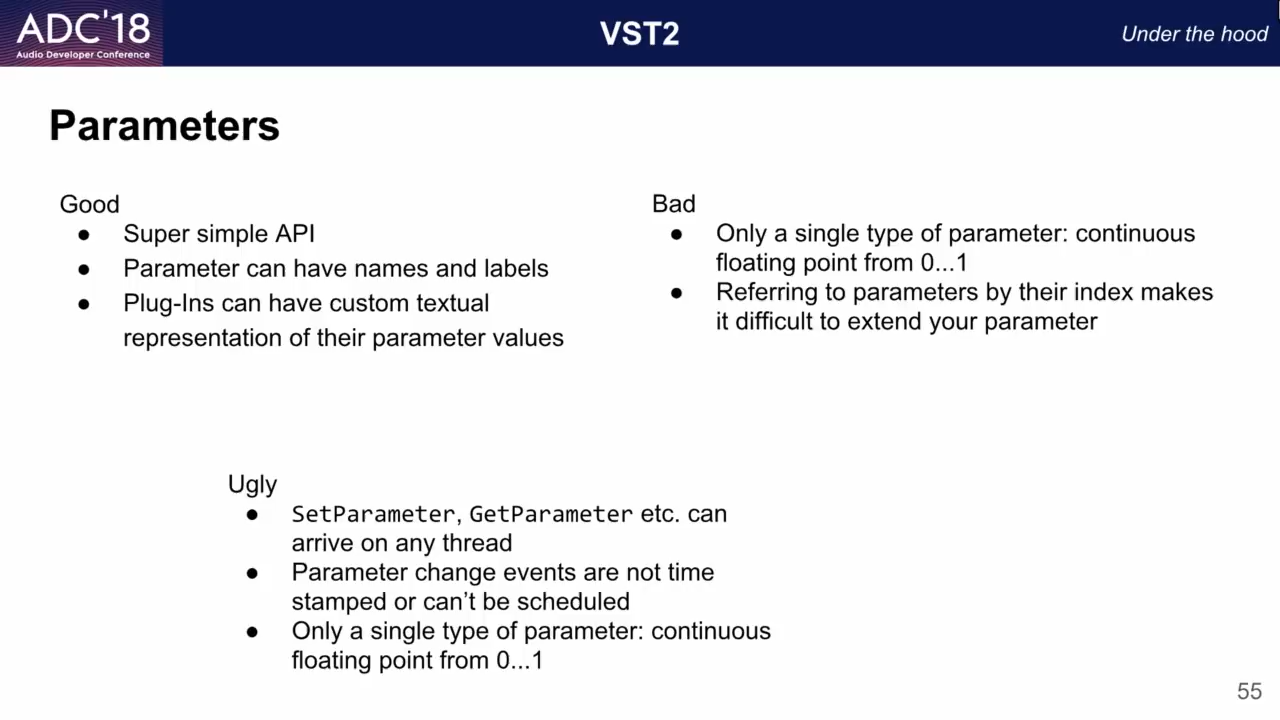 ADC'18
Audio Developer Conference
VST2
Under the hood
Parameters
Good
● Super simple API
● Parameter can have names and labels
● Plug-Ins can have custom textual
representation of their parameter values
Bad
● Only a single type of parameter: continuous
floating point from 0...1
● Referring to parameters by their index makes
it difficult to extend your parameter
Ugly
● SetParameter, GetParameter etc. can
arrive on any thread
● Parameter change events are not time
stamped or can’t be scheduled
● Only a single type of parameter: continuous
floating point from 0...1
55